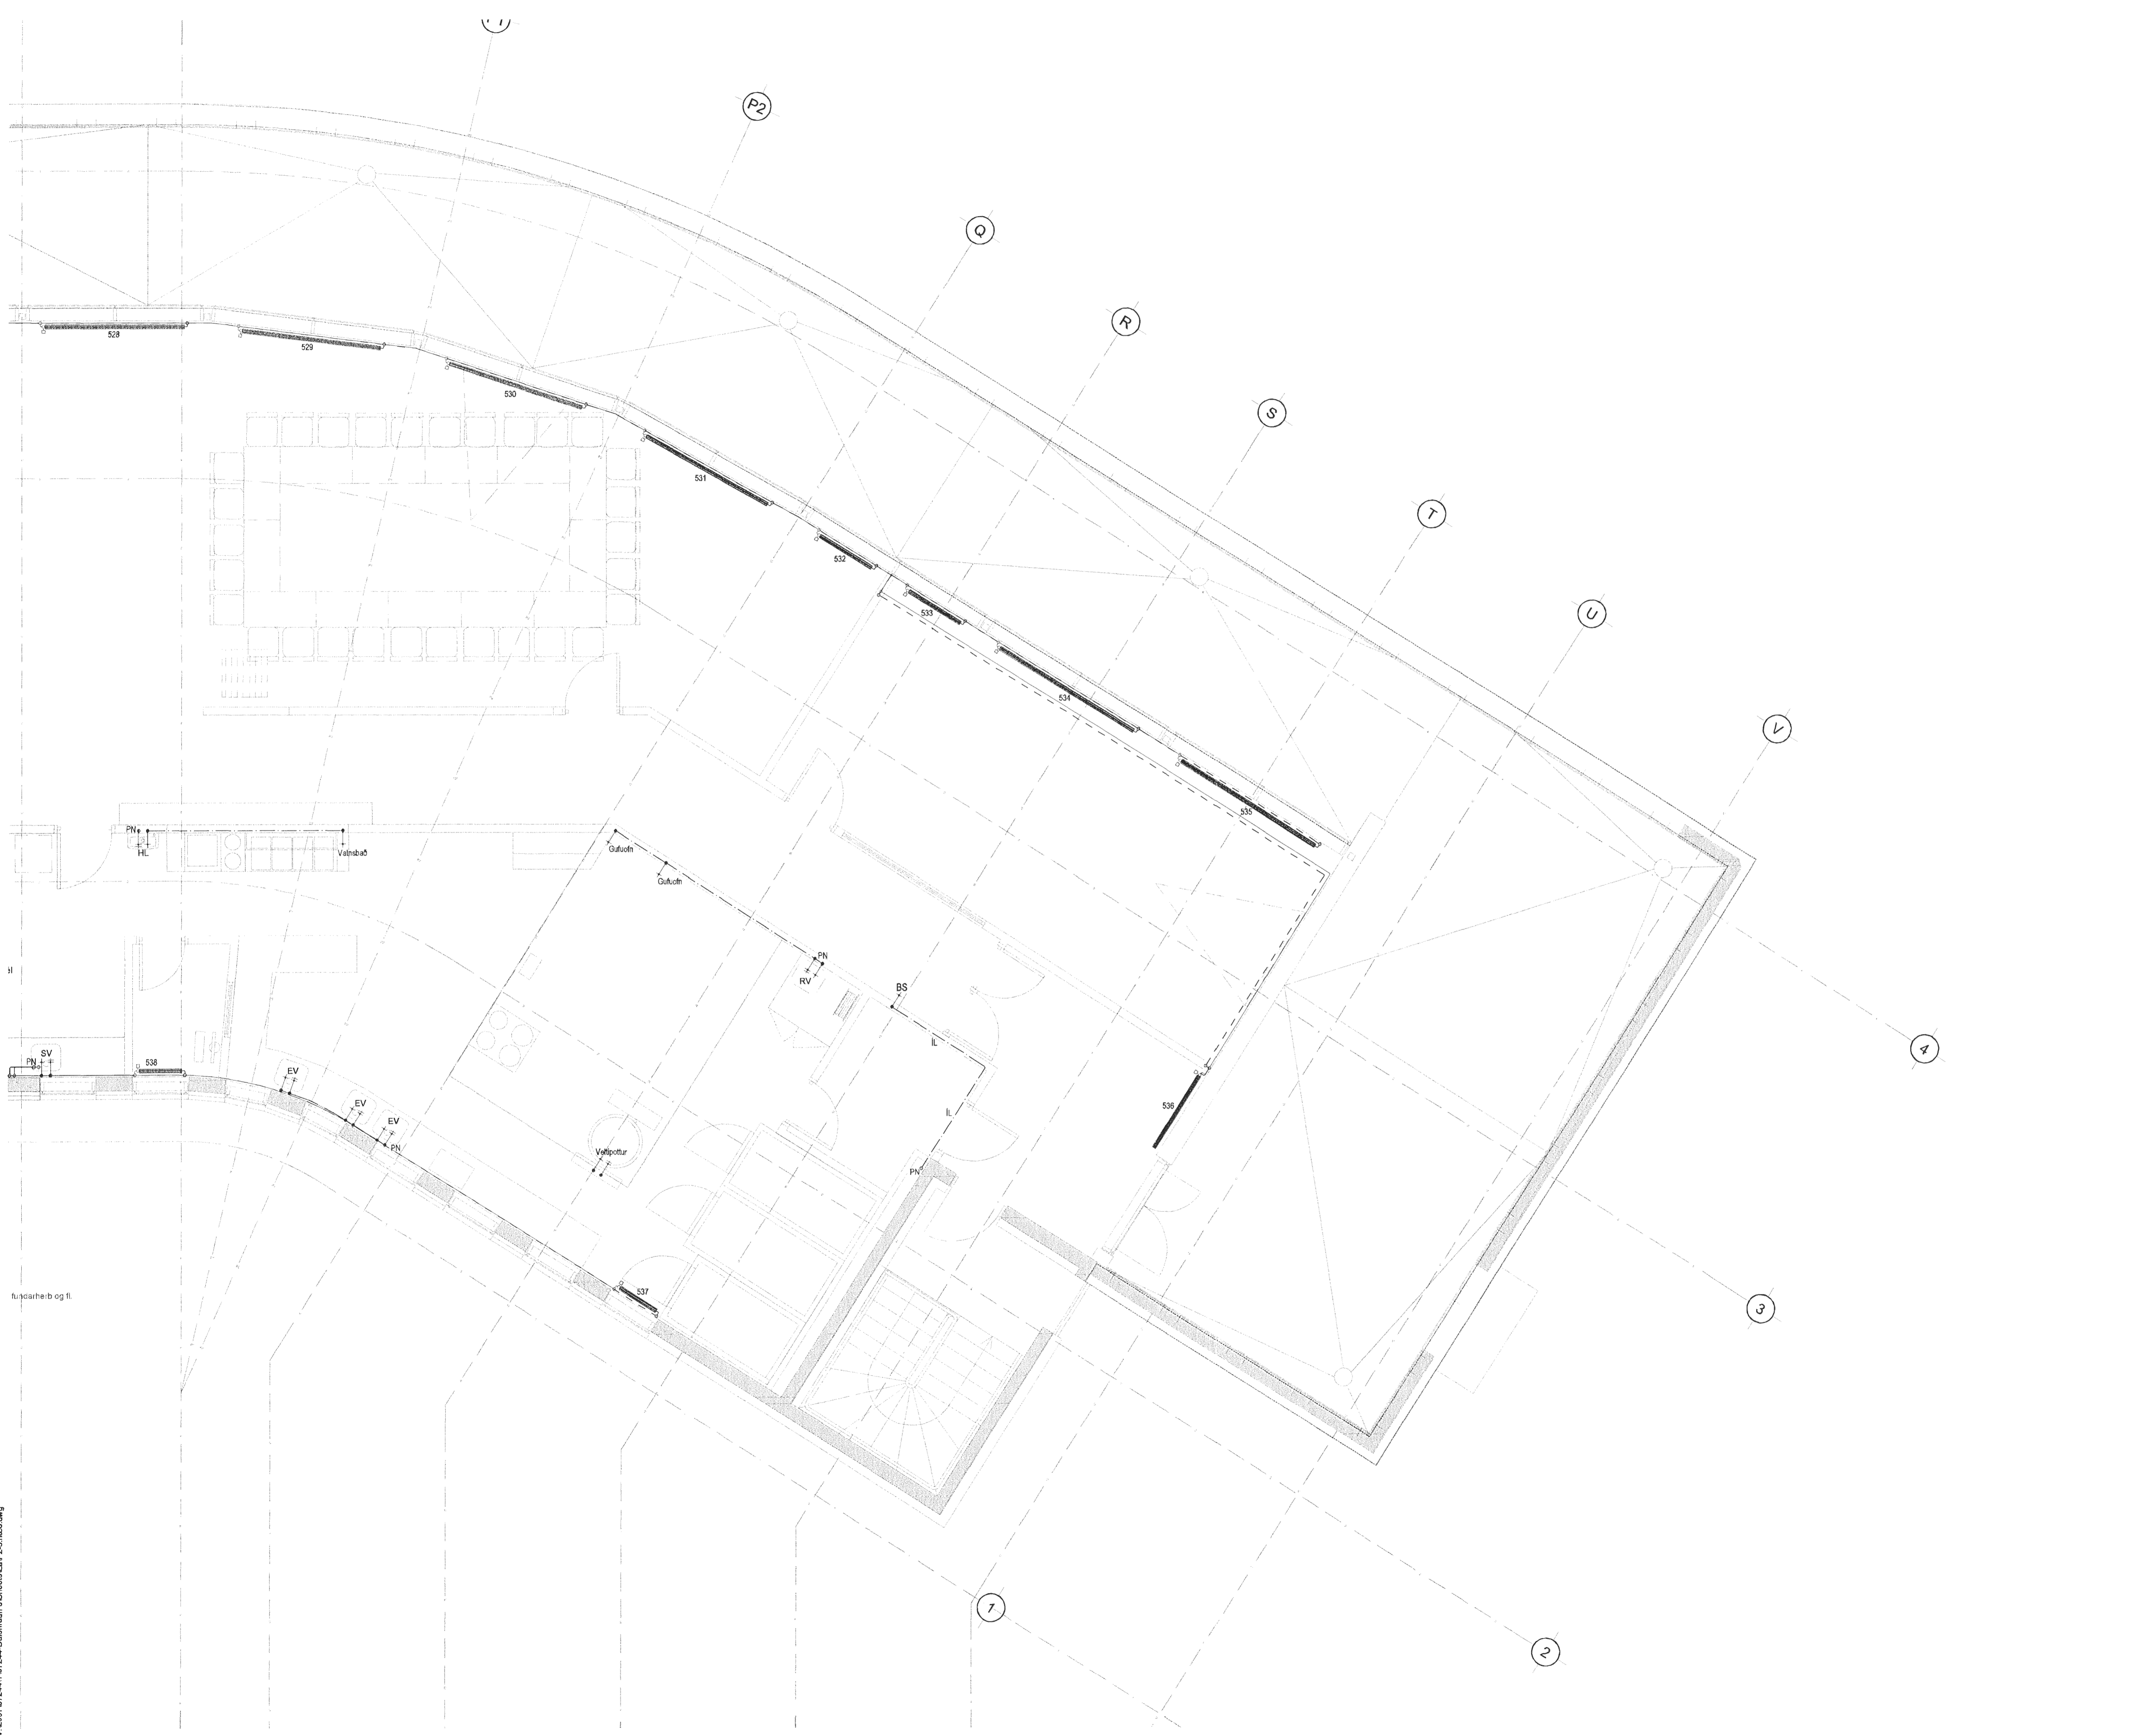 P2
Q
R
S
T
U
V
528
529
530
531
532
533
534
535
PN
HL
Vatnsbað
Gufuofn
Gufuofn
PN
RV
BS
ÍL
ÍL
PN
536
4
SV
PN
538
EV
EV
EV
PN
Veltipottur
537
fundarherb og fl.
3
1
2